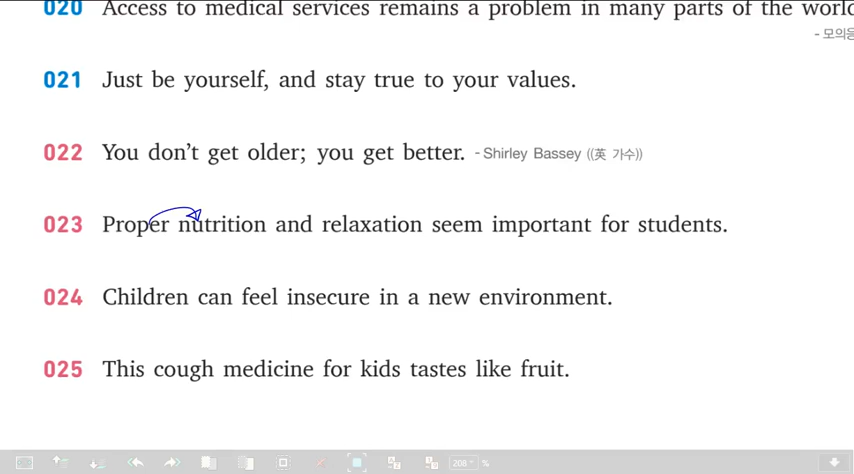 020 Access to medical services remains a problem in many parts of the world
- 모의응
021 Just be yourself, and stay true to your values.
022 You don't get older; you get better. - Shirley Bassey ((英 가수))
023 Proper nutrition and relaxation seem important for students.
024 Children can feel insecure in a new environment.
025 This cough medicine for kids tastes like fruit.
208 %